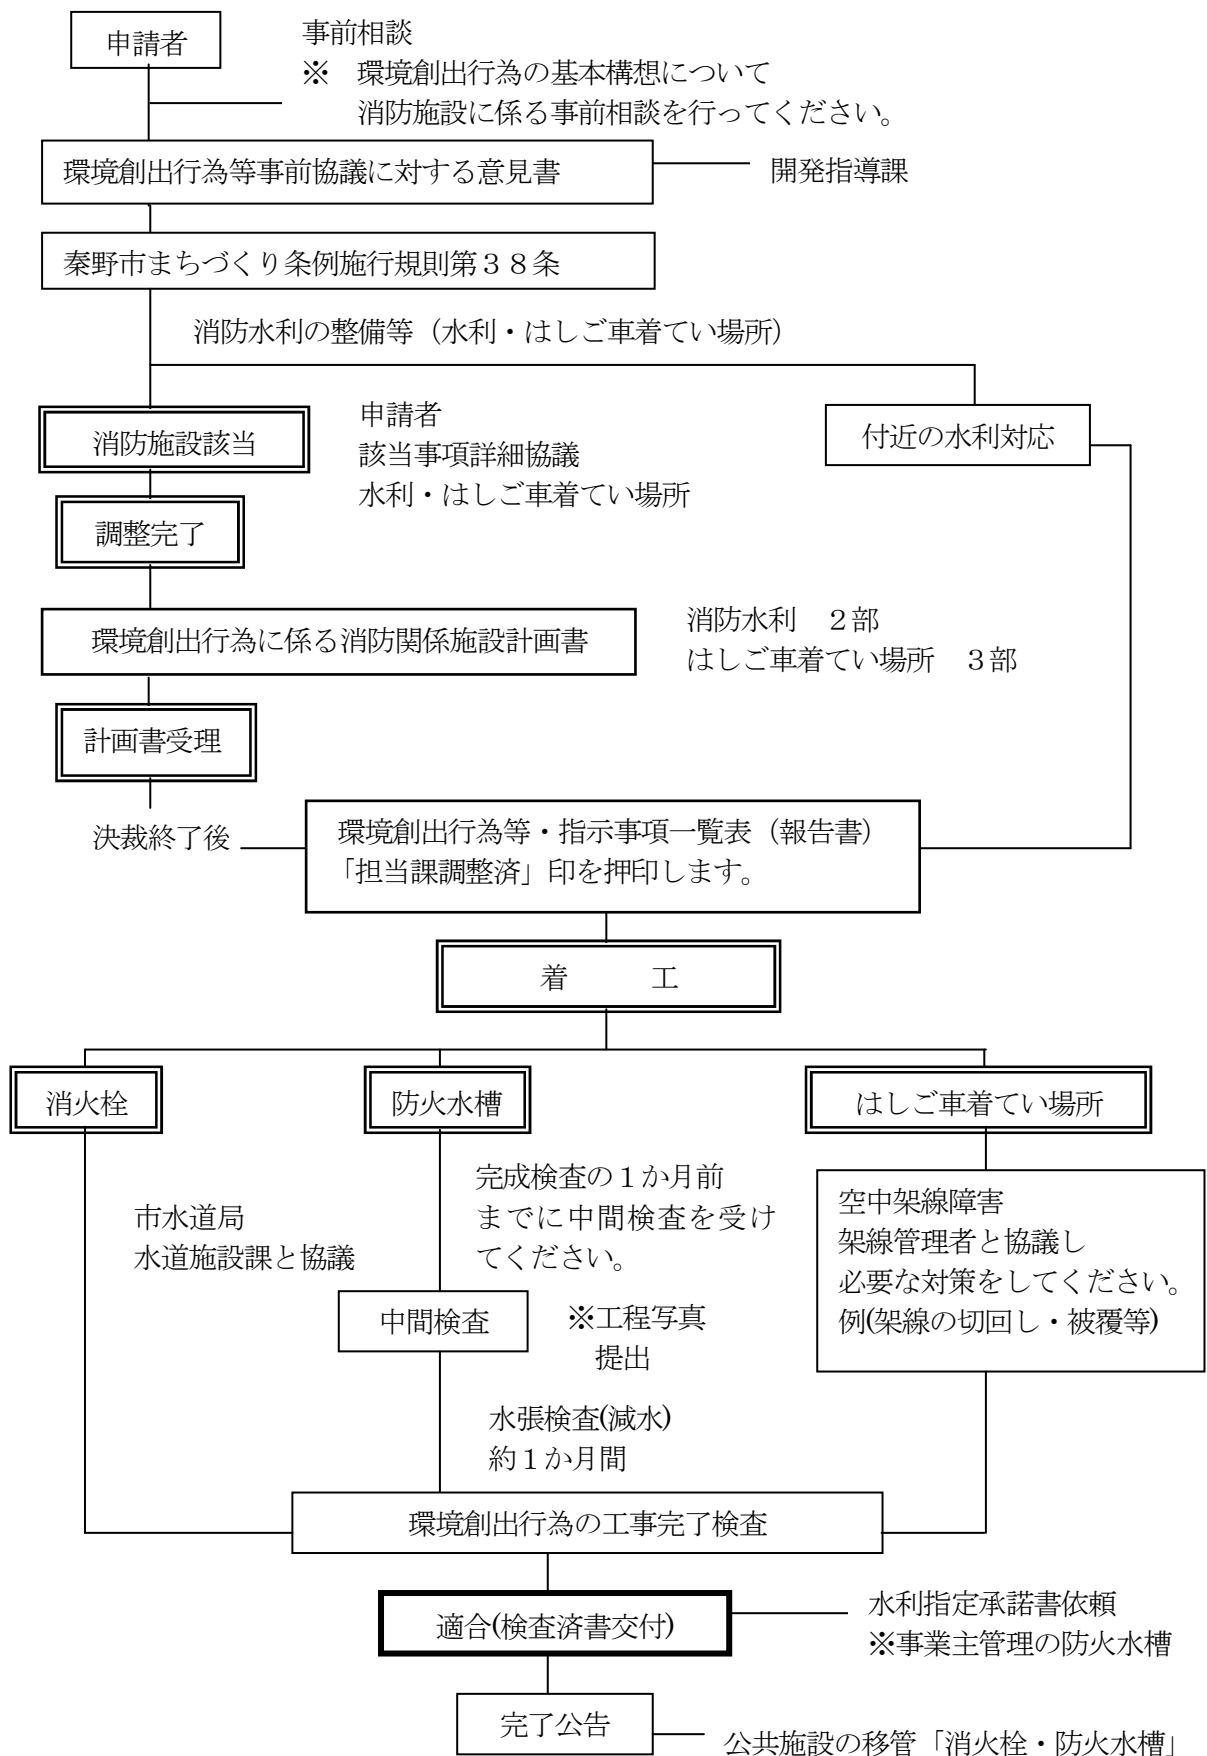 申請者
事前相談
※　環境創出行為の基本構想について
消防施設に係る事前相談を行ってください。
環境創出行為等事前協議に対する意見書
開発指導課
秦野市まちづくり条例施行規則第３８条
消防水利の整備等（水利・はしご車着てい場所）
消防施設該当
申請者
該当事項詳細協議
水利・はしご車着てい場所
付近の水利対応
調整完了
環境創出行為に係る消防関係施設計画書
消防水利　２部
はしご車着てい場所　３部
計画書受理
決裁終了後
環境創出行為等・指示事項一覧表（報告書）
「担当課調整済」印を押印します。
着　　　工
消火栓
防火水槽
はしご車着てい場所
市水道局
水道施設課と協議
完成検査の１か月前
までに中間検査を受け
てください。
空中架線障害
架線管理者と協議し
必要な対策をしてください。
例(架線の切回し・被覆等)
中間検査
※工程写真
提出
水張検査(減水)
約１か月間
環境創出行為の工事完了検査
適合(検査済書交付)
水利指定承諾書依頼
※事業主管理の防火水槽
完了公告
公共施設の移管「消火栓・防火水槽」